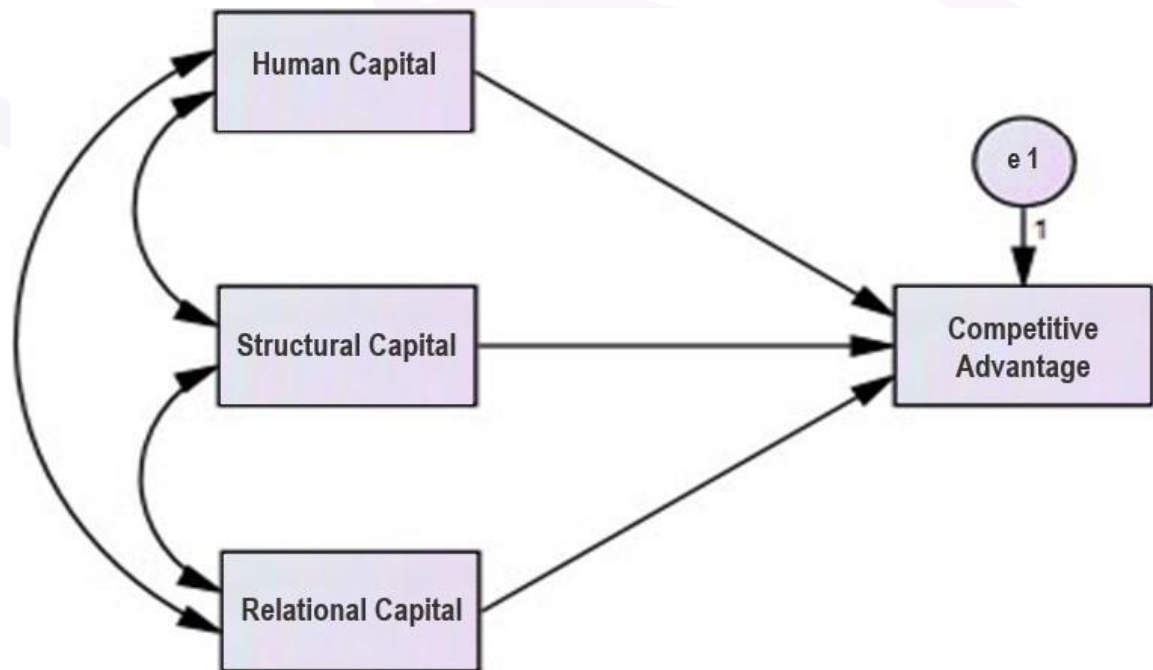 Human Capital
e 1
1
Structural Capital
Competitive
Advantage
Relational Capital